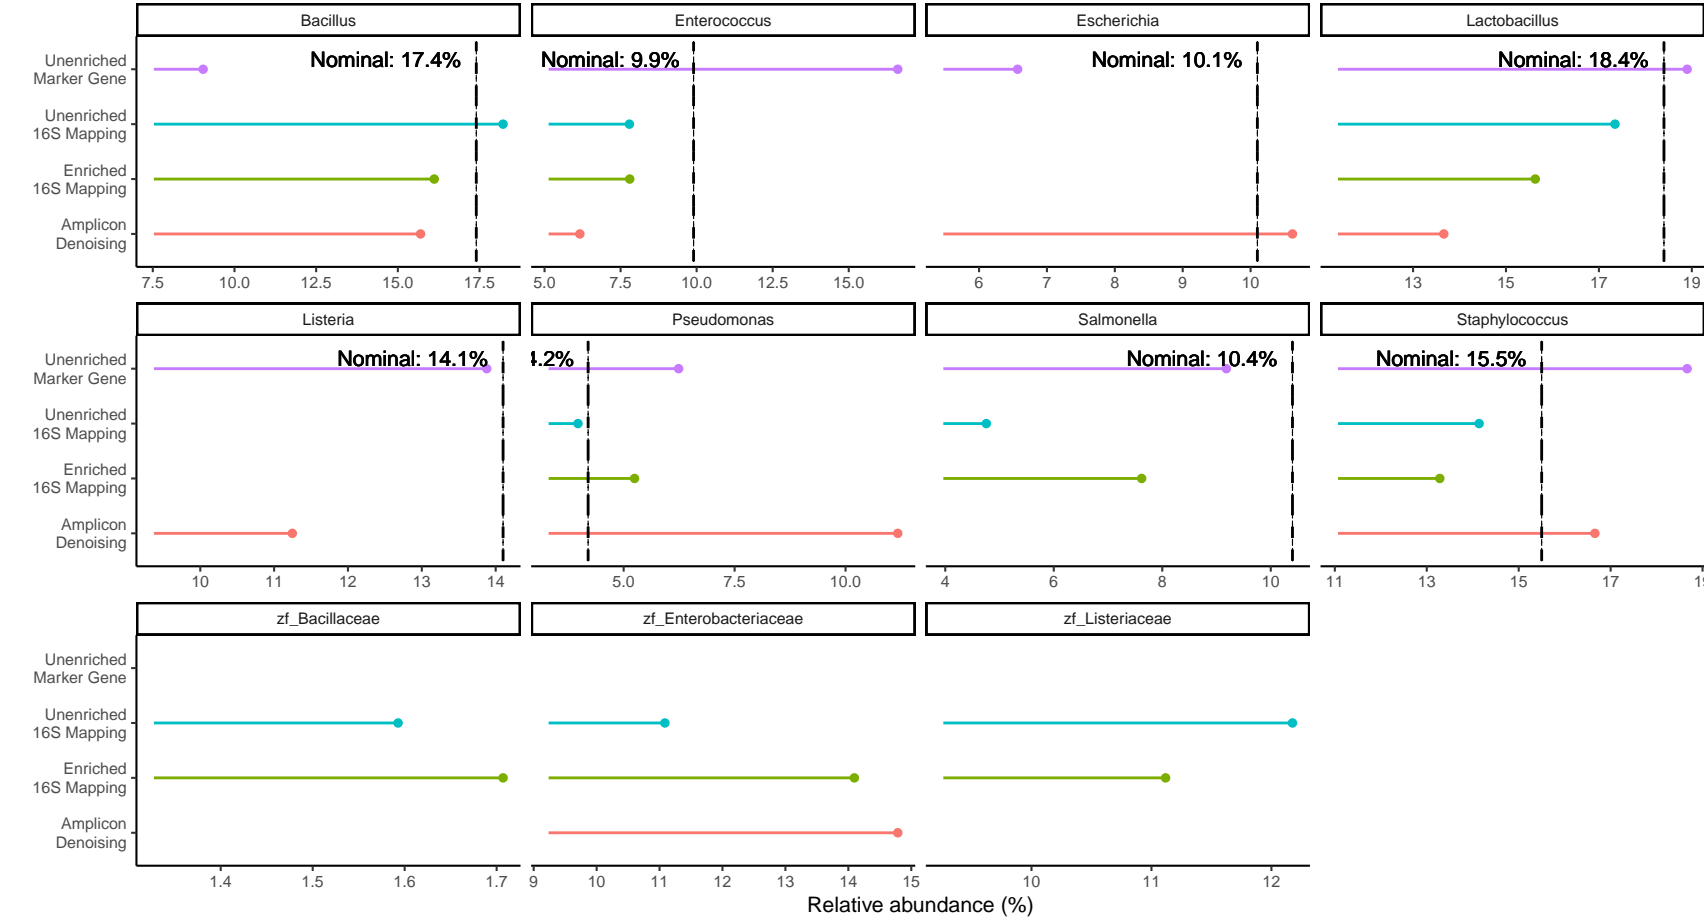 Bacillus
Enterococcus
Escherichia
Lactobacillus
Unenriched
Marker Gene
Unenriched
16S Mapping
Enriched
16S Mapping
Amplicon
Denoising
Nominal: 17.4%
Nominal: 9.9%
Nominal: 10.1%
Nominal: 18.4%
7.5 10.0 12.5 15.0 17.5
5.0 7.5 10.0 12.5 15.0
6 7 8 9 10
13 15 17 19
Listeria
Pseudomonas
Salmonella
Staphylococcus
Unenriched
Marker Gene
Unenriched
16S Mapping
Enriched
16S Mapping
Amplicon
Denoising
Nominal: 14.1%
4.2%
Nominal: 10.4%
Nominal: 15.5%
10 11 12 13 14
5.0 7.5 10.0
4 6 8 10
11 13 15 17 19
zf_Bacillaceae
zf_Enterobacteriaceae
zf_Listeriaceae
Unenriched
Marker Gene
Unenriched
16S Mapping
Enriched
16S Mapping
Amplicon
Denoising
1.4 1.5 1.6 1.7
9 10 11 12 13 14 15
10 11 12
Relative abundance (%)